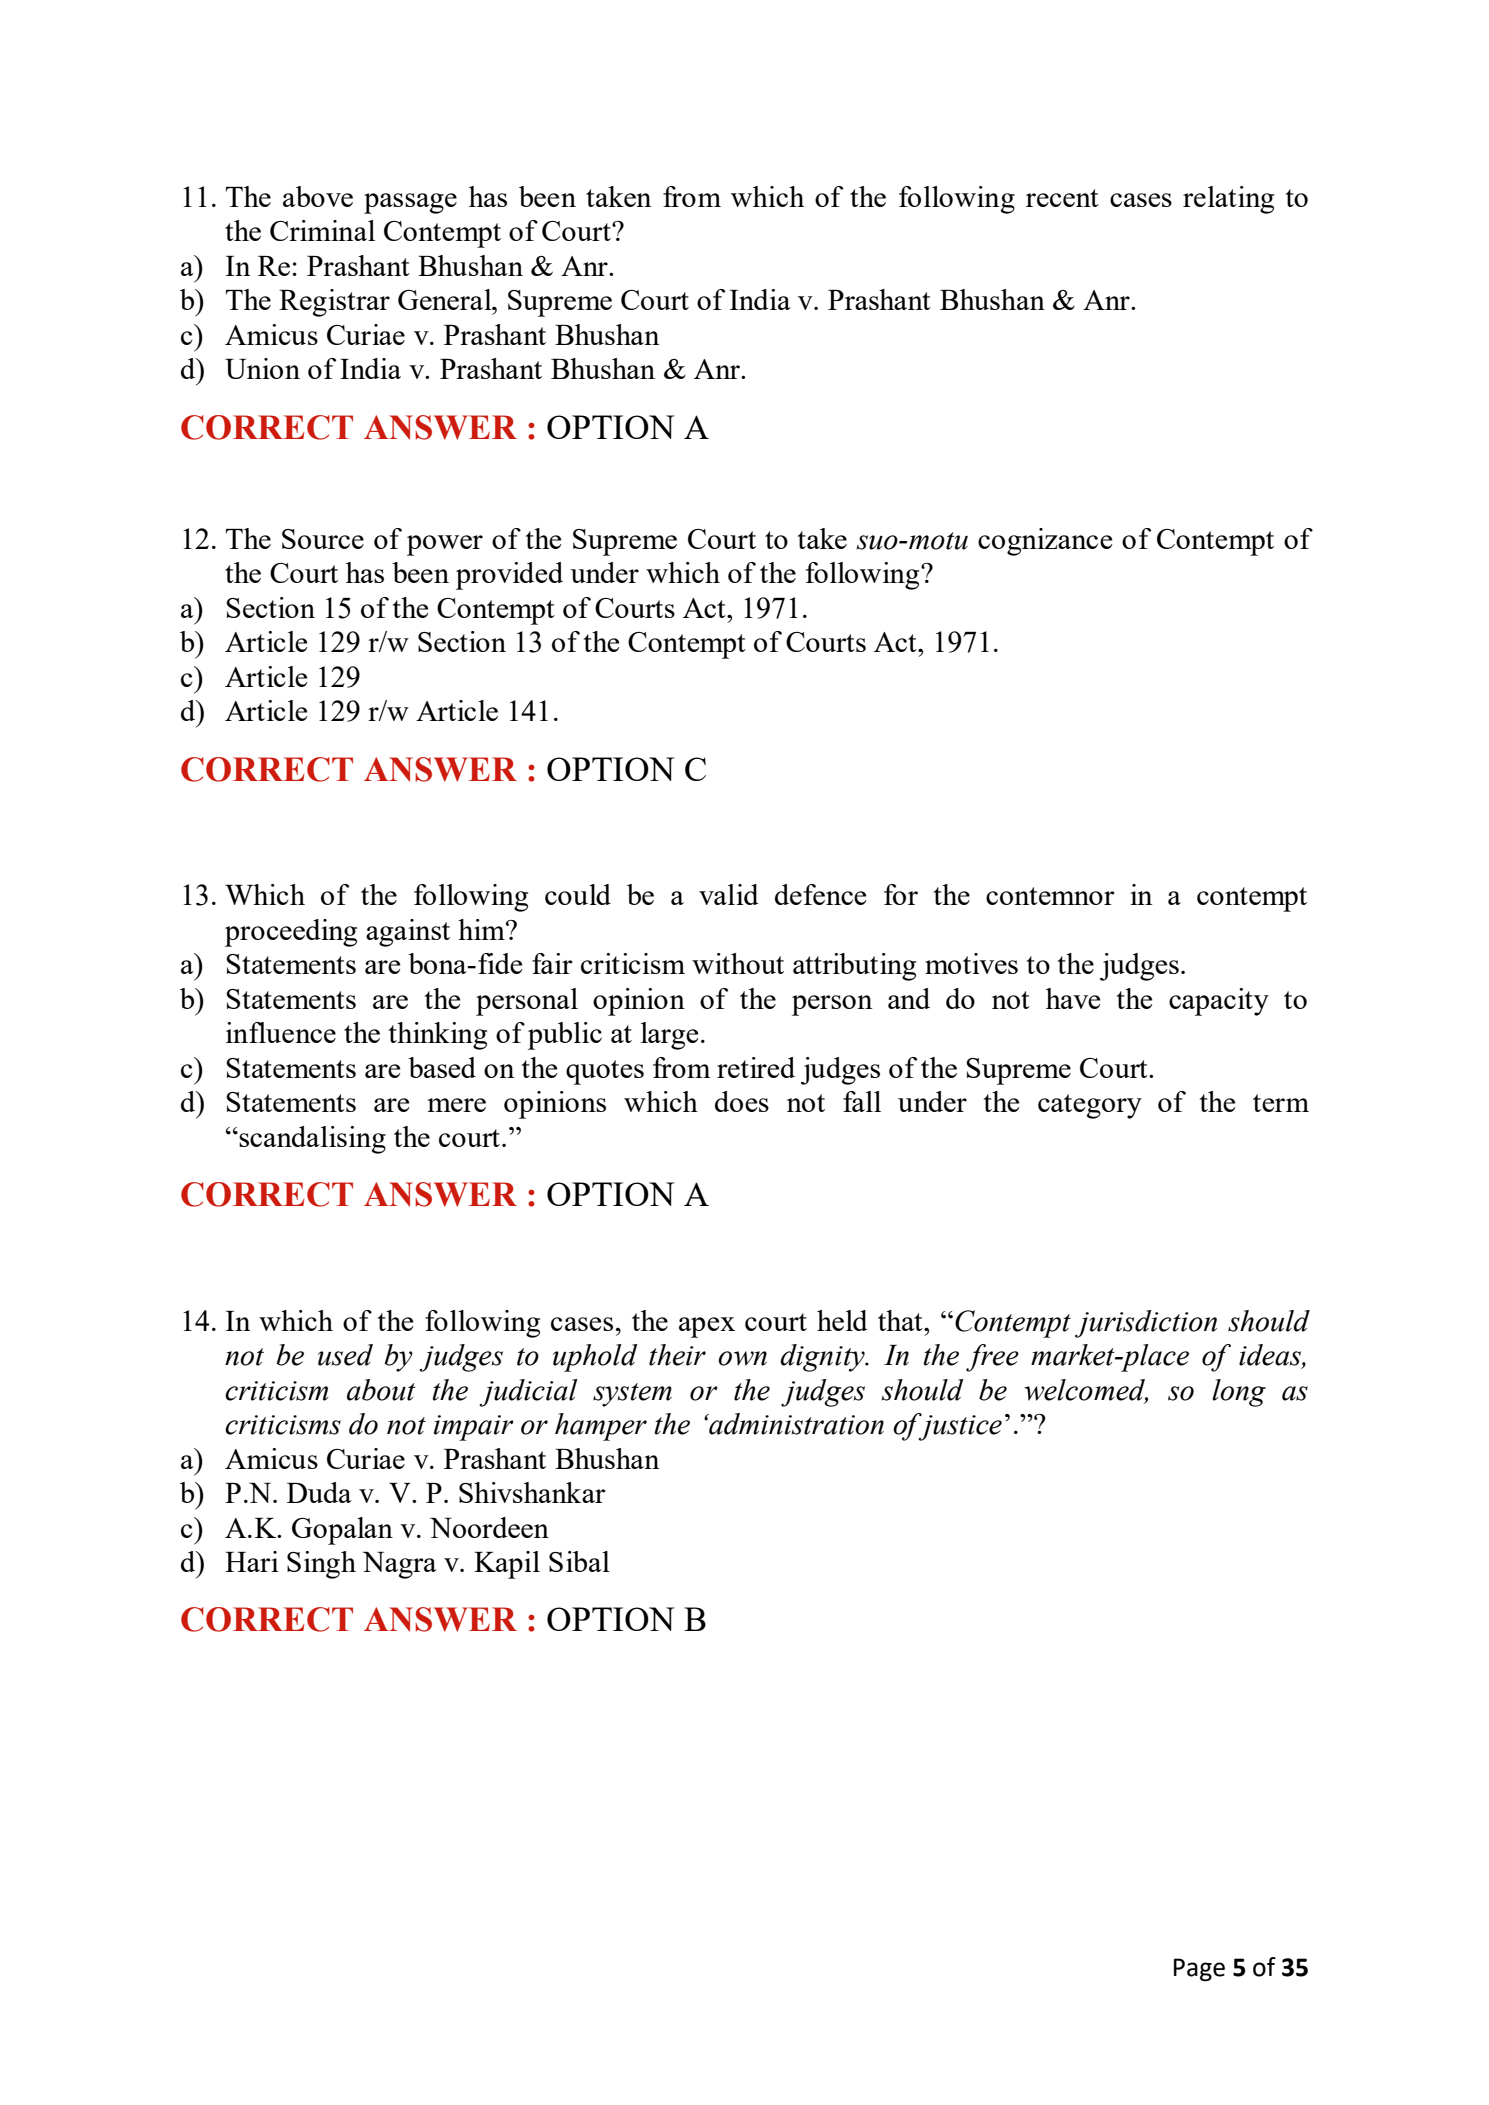 11. The above passage has been taken from which of the following recent cases relating to
the Criminal Contempt of Court?
a) In Re: Prashant Bhushan & Anr.
b) The Registrar General, Supreme Court of India v. Prashant Bhushan & Anr.
c) Amicus Curiae v. Prashant Bhushan
d) Union of India v. Prashant Bhushan & Anr.
CORRECT ANSWER : OPTION A
12. The Source of power of the Supreme Court to take suo-motu cognizance of Contempt of
the Court has been provided under which of the following?
a) Section 15 of the Contempt of Courts Act, 1971.
b) Article 129 r/w Section 13 of the Contempt of Courts Act, 1971.
c) Article 129
d) Article 129 r/w Article 141.
CORRECT ANSWER : OPTION C
13. Which of the following could be a valid defence for the contemnor in a contempt
proceeding against him?
a) Statements are bona-fide fair criticism without attributing motives to the judges.
b) Statements are the personal opinion of the person and do not have the capacity to
influence the thinking of public at large.
c) Statements are based on the quotes from retired judges of the Supreme Court.
d) Statements are mere opinions which does not fall under the category of the term
“scandalising the court.”
CORRECT ANSWER : OPTION A
14. In which of the following cases, the apex court held that, “Contempt jurisdiction should
not be used by judges to uphold their own dignity. In the free market-place of ideas,
criticism about the judicial system or the judges should be welcomed, so long as
criticisms do not impair or hamper the ‘administration of justice’.”?
a) Amicus Curiae v. Prashant Bhushan
b) P.N. Duda v. V. P. Shivshankar
c) A.K. Gopalan v. Noordeen
d) Hari Singh Nagra v. Kapil Sibal
CORRECT ANSWER : OPTION B
Page 5 of 35